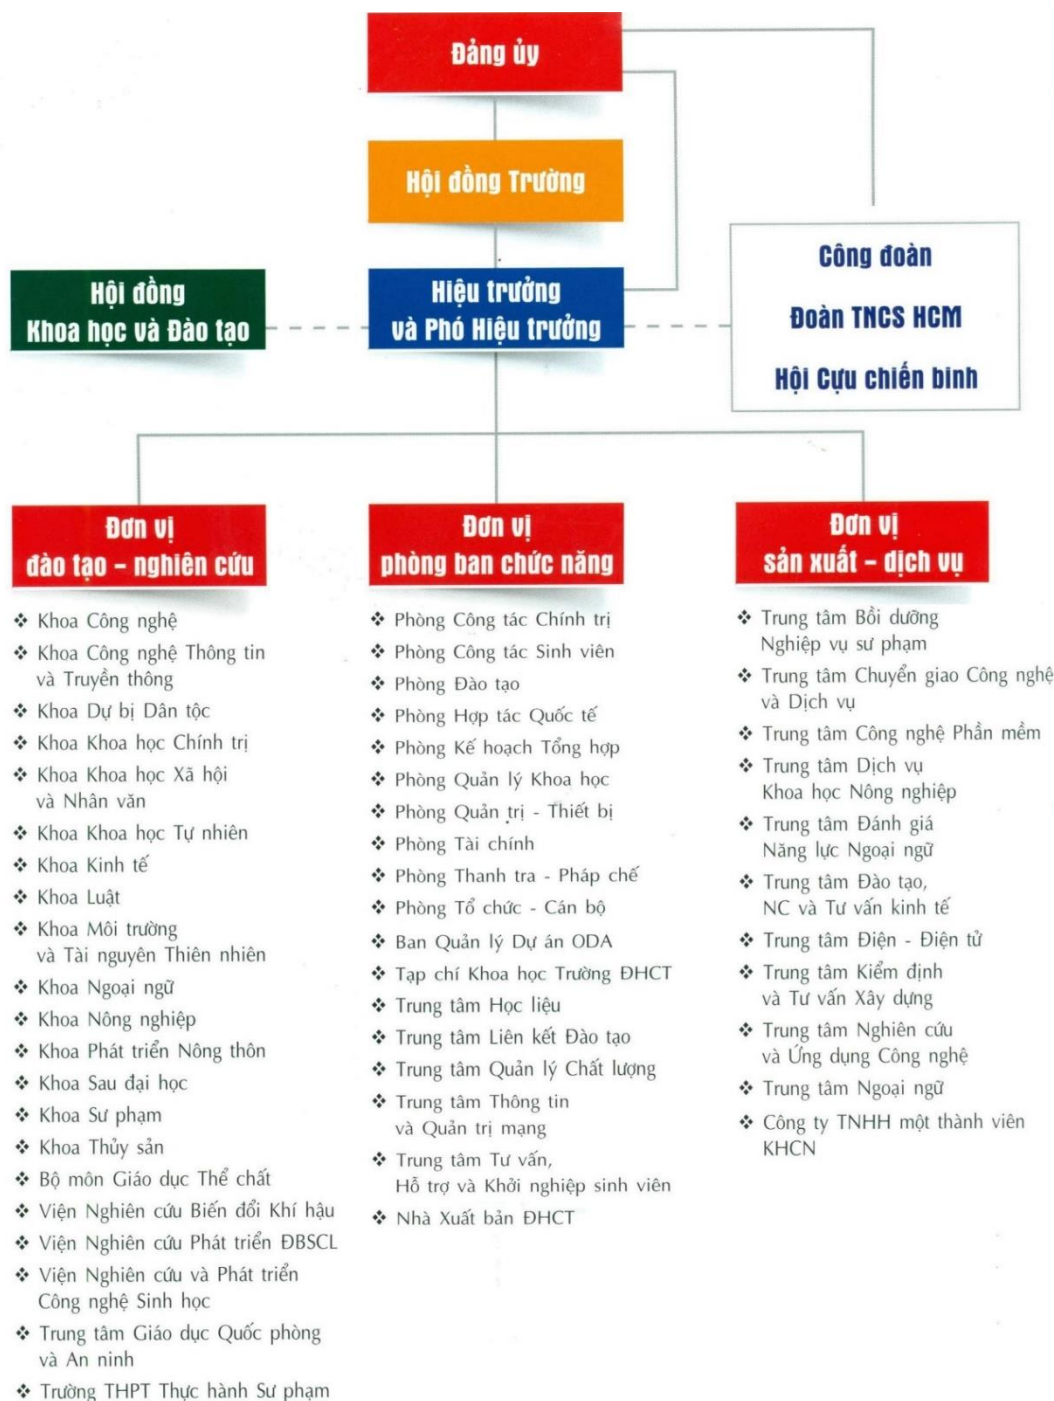 Đảng ủy
Hội đồng Trường
Hội đồng
Khoa học và Đào tạo
Hiệu trưởng
và Phó Hiệu trưởng
Công đoàn
Đoàn TNCS HCM
Hội Cựu chiến binh
Đơn vị
đào tạo – nghiên cứu
❖ Khoa Công nghệ
❖ Khoa Công nghệ Thông tin
và Truyền thông
❖ Khoa Dự bị Dân tộc
❖ Khoa Khoa học Chính trị
❖ Khoa Khoa học Xã hội
và Nhân văn
❖ Khoa Khoa học Tự nhiên
❖ Khoa Kinh tế
❖ Khoa Luật
❖ Khoa Môi trường
và Tài nguyên Thiên nhiên
❖ Khoa Ngoại ngữ
❖ Khoa Nông nghiệp
❖ Khoa Phát triển Nông thôn
❖ Khoa Sau đại học
❖ Khoa Sư phạm
❖ Khoa Thủy sản
❖ Bộ môn Giáo dục Thể chất
❖ Viện Nghiên cứu Biến đổi Khí hậu
❖ Viện Nghiên cứu Phát triển ĐBSCL
❖ Viện Nghiên cứu và Phát triển
Công nghệ Sinh học
❖ Trung tâm Giáo dục Quốc phòng
và An ninh
❖ Trường THPT Thực hành Sư phạm
Đơn vị
phòng ban chức năng
❖ Phòng Công tác Chính trị
❖ Phòng Công tác Sinh viên
❖ Phòng Đào tạo
❖ Phòng Hợp tác Quốc tế
❖ Phòng Kế hoạch Tổng hợp
❖ Phòng Quản lý Khoa học
❖ Phòng Quản trị - Thiết bị
❖ Phòng Tài chính
❖ Phòng Thanh tra - Pháp chế
❖ Phòng Tổ chức - Cán bộ
❖ Ban Quản lý Dự án ODA
❖ Tạp chí Khoa học Trường ĐHCT
❖ Trung tâm Học liệu
❖ Trung tâm Liên kết Đào tạo
❖ Trung tâm Quản lý Chất lượng
❖ Trung tâm Thông tin
và Quản trị mạng
❖ Trung tâm Tư vấn,
Hỗ trợ và Khởi nghiệp sinh viên
❖ Nhà Xuất bản ĐHCT
Đơn vị
sản xuất – dịch vụ
❖ Trung tâm Bồi dưỡng
Nghiệp vụ sư phạm
❖ Trung tâm Chuyển giao Công nghệ
và Dịch vụ
❖ Trung tâm Công nghệ Phần mềm
❖ Trung tâm Dịch vụ
Khoa học Nông nghiệp
❖ Trung tâm Đánh giá
Năng lực Ngoại ngữ
❖ Trung tâm Đào tạo,
NC và Tư vấn kinh tế
❖ Trung tâm Điện - Điện tử
❖ Trung tâm Kiểm định
và Tư vấn Xây dựng
❖ Trung tâm Nghiên cứu
và Ứng dụng Công nghệ
❖ Trung tâm Ngoại ngữ
❖ Công ty TNHH một thành viên
KHCN